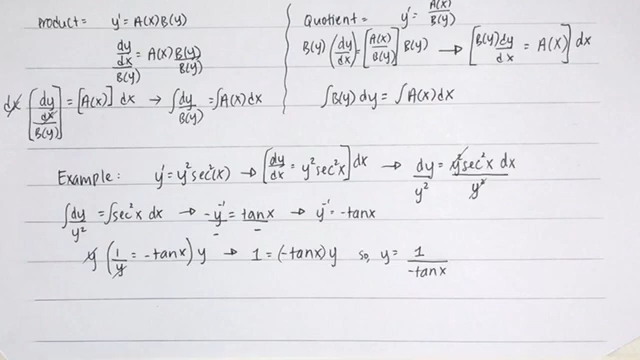 Product: y' = A(x)B(y)
dy/dx / B(y) = A(x)B(y) / B(y)
dx [dy/dx / B(y)] = [A(x)] dx → ∫ dy/B(y) = ∫A(x)dx
Quotient: y' = A(x)/B(y)
B(y) (dy/dx) = [A(x)/B(y)] B(y) → [B(y)dy/dx = A(x)] dx
∫B(y)dy = ∫A(x)dx
Example: y' = y²sec²(x) → [dy/dx = y²sec²x] dx → dy/y² = y²sec²x dx/y²
∫dy/y² = ∫sec²x dx → -y⁻¹/- = tanx/- → y⁻¹ = -tanx
y (1/y = -tanx) y → 1 = (-tanx)y so, y = 1/-tanx